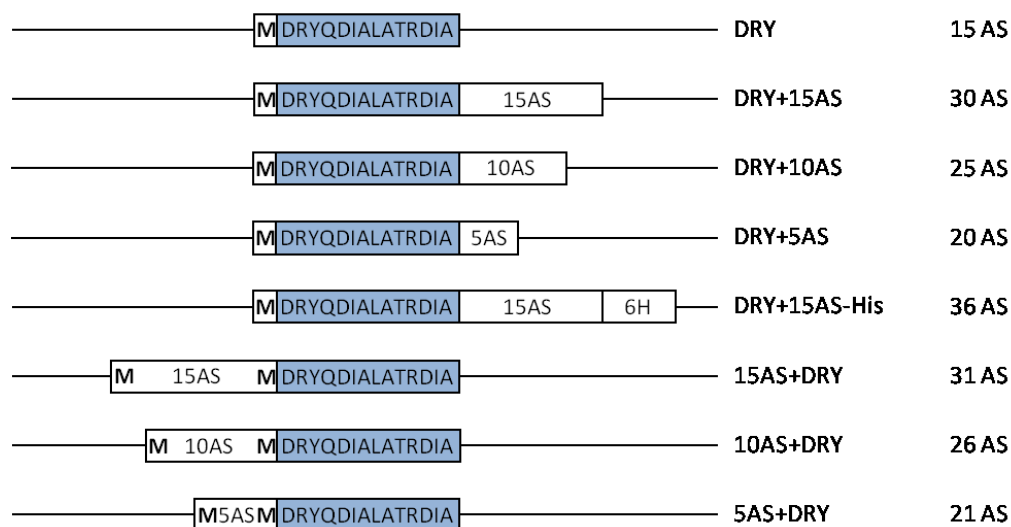 M DRYQDIALATRDIA DRY 15 AS
M DRYQDIALATRDIA 15AS DRY+15AS 30 AS
M DRYQDIALATRDIA 10AS DRY+10AS 25 AS
M DRYQDIALATRDIA 5AS DRY+5AS 20 AS
M DRYQDIALATRDIA 15AS 6H DRY+15AS-His 36 AS
M 15AS M DRYQDIALATRDIA 15AS+DRY 31 AS
M 10AS M DRYQDIALATRDIA 10AS+DRY 26 AS
M 5AS M DRYQDIALATRDIA 5AS+DRY 21 AS